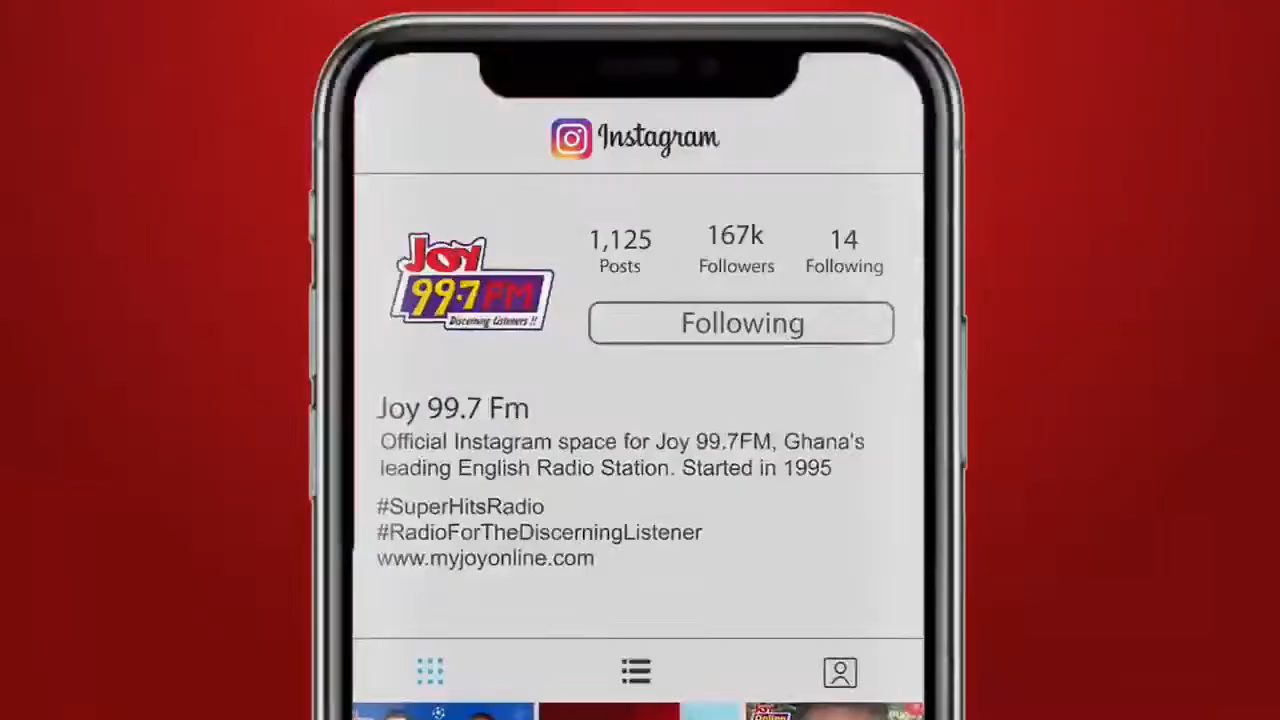 Instagram
1,125
Posts
167k
Followers
14
Following
Following
JOY
99.7 FM
Discerning Listeners !!
Joy 99.7 Fm
Official Instagram space for Joy 99.7FM, Ghana's
leading English Radio Station. Started in 1995
#SuperHitsRadio
#RadioForTheDiscerningListener
www.myjoyonline.com
JOY
Online